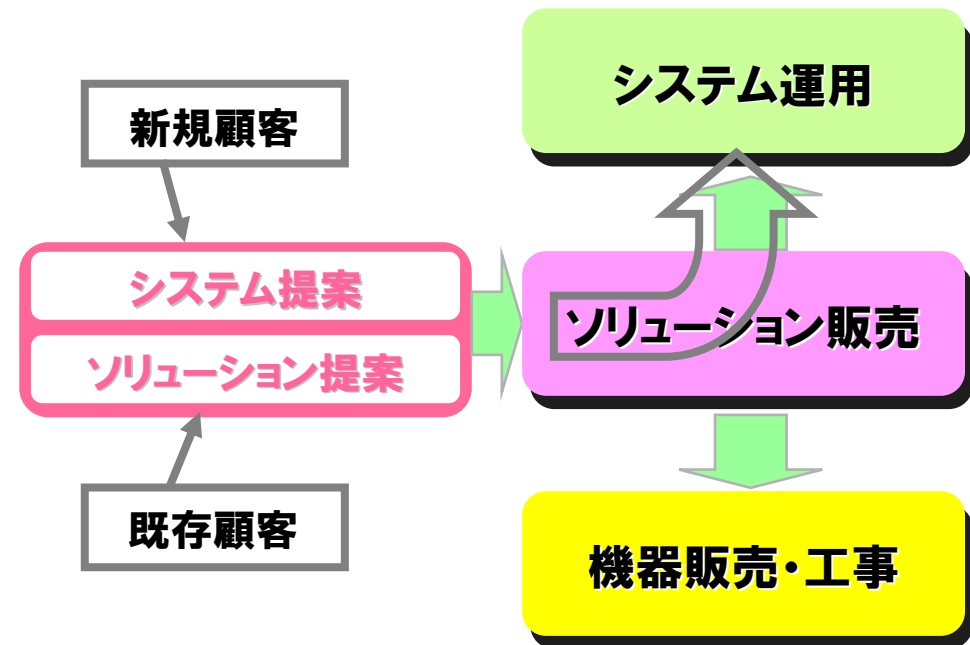 新規顧客
システム提案
ソリューション提案
既存顧客
システム運用
ソリューション販売
機器販売・工事